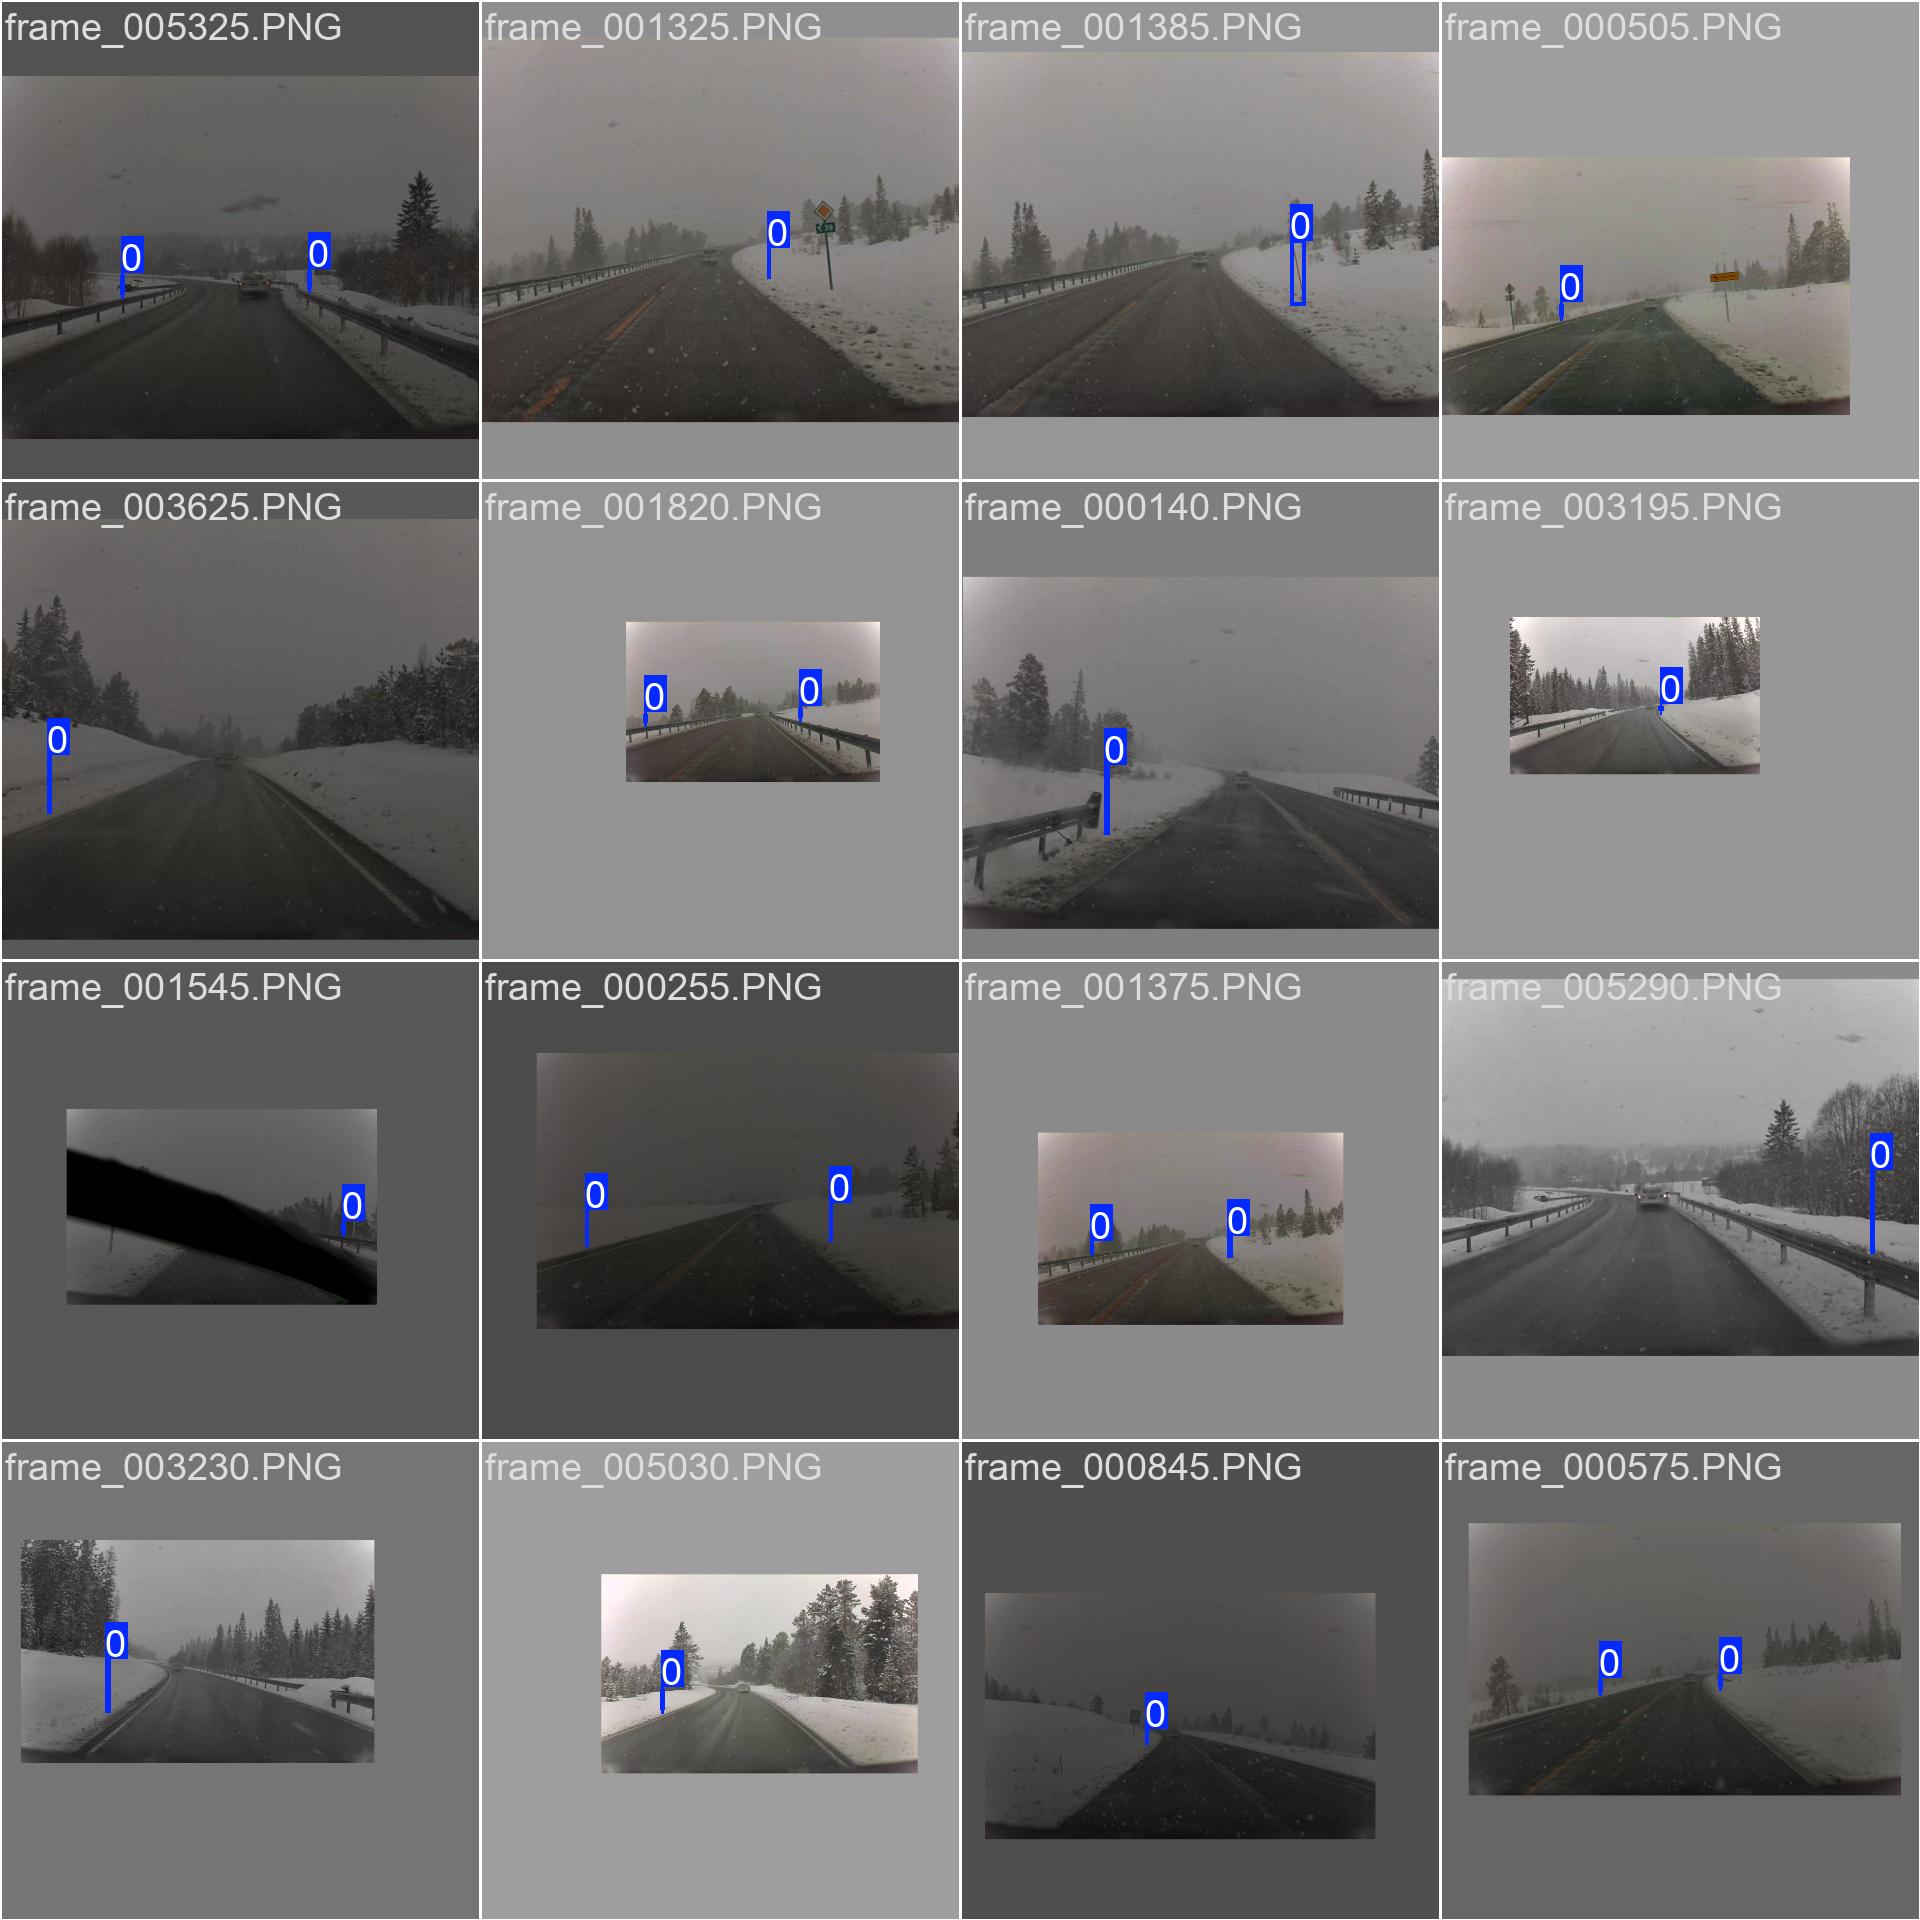 frame_005325.PNG
frame_001325.PNG
frame_001385.PNG
frame_000505.PNG
0 0
0
0
0
frame_003625.PNG
frame_001820.PNG
frame_000140.PNG
frame_003195.PNG
0
0 0
0
0
frame_001545.PNG
frame_000255.PNG
frame_001375.PNG
frame_005290.PNG
0
0 0
0 0
0
frame_003230.PNG
frame_005030.PNG
frame_000845.PNG
frame_000575.PNG
0
0
0
0 0